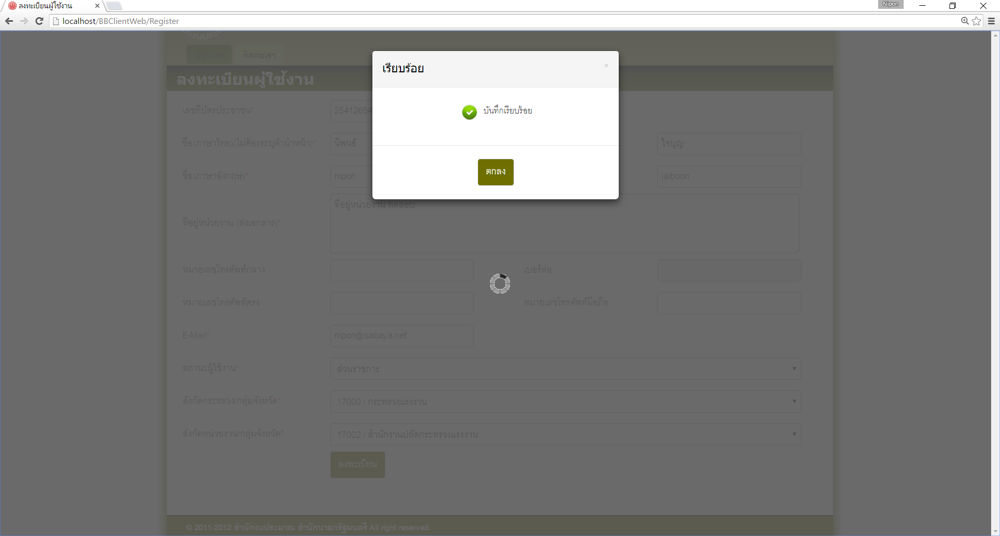 ลงทะเบียนผู้ใช้งาน
Nipon
localhost/BBClientWeb/Register
หน้าแรก ติดต่อเรา
ลงทะเบียนผู้ใช้งาน
เรียบร้อย ×
บันทึกเรียบร้อย
ตกลง
เลขที่บัตรประชาชน* 25412654
ชื่อ(ภาษาไทย)(ไม่ต้องระบุคำนำหน้า)* นิพนธ์ ใจบุญ
ชื่อ(ภาษาอังกฤษ)* nipon jaiboon
ที่อยู่หน่วยงาน (ส่งเอกสาร)* ที่อยู่หน่วยงาน ทดสอบ
หมายเลขโทรศัพท์กลาง เบอร์ต่อ
หมายเลขโทรศัพท์ตรง หมายเลขโทรศัพท์มือถือ
E-Mail* nipon@isabaya.net
สถานะผู้ใช้งาน* ส่วนราชการ
สังกัดกระทรวง/กลุ่มจังหวัด* 17000 / กระทรวงแรงงาน
สังกัดหน่วยงาน/กลุ่มจังหวัด* 17002 / สำนักงานปลัดกระทรวงแรงงาน
ลงทะเบียน
© 2011-2012 สำนักงบประมาณ สำนักนายกรัฐมนตรี All right reserved